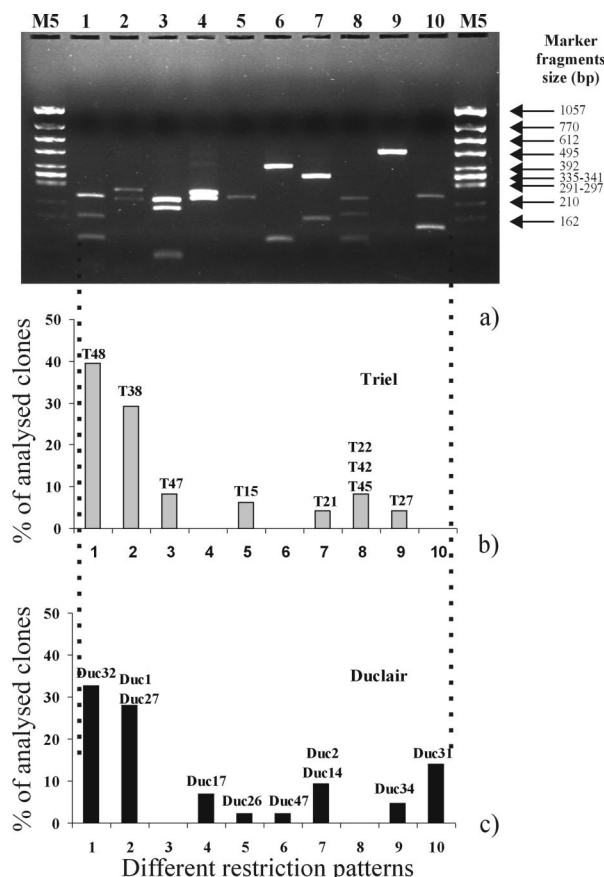 M5 1 2 3 4 5 6 7 8 9 10 M5
Marker
fragments
size (bp)
1057
770
612
495
392
335-341
291-297
210
162
a)
% of analysed clones
50
40
30
20
10
0
T48
T38
T47
T15
T21
T22
T42
T45
T27
Triel
1 2 3 4 5 6 7 8 9 10
b)
% of analysed clones
50
40
30
20
10
0
Duc32
Duc1
Duc27
Duc17
Duc26
Duc47
Duc2
Duc14
Duc34
Duc31
Duclair
1 2 3 4 5 6 7 8 9 10
c)
Different restriction patterns